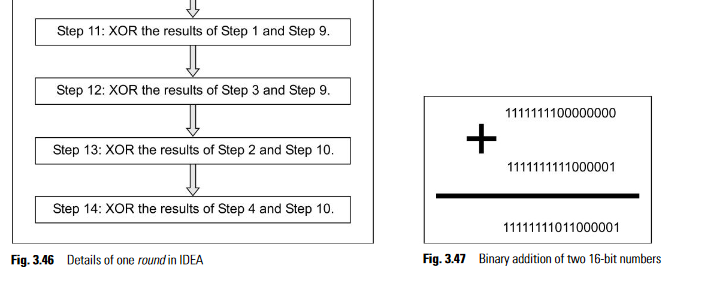 Step 11: XOR the results of Step 1 and Step 9.
Step 12: XOR the results of Step 3 and Step 9.
Step 13: XOR the results of Step 2 and Step 10.
Step 14: XOR the results of Step 4 and Step 10.
Fig. 3.46 Details of one round in IDEA
1111111100000000
+
1111111111000001
11111111011000001
Fig. 3.47 Binary addition of two 16-bit numbers